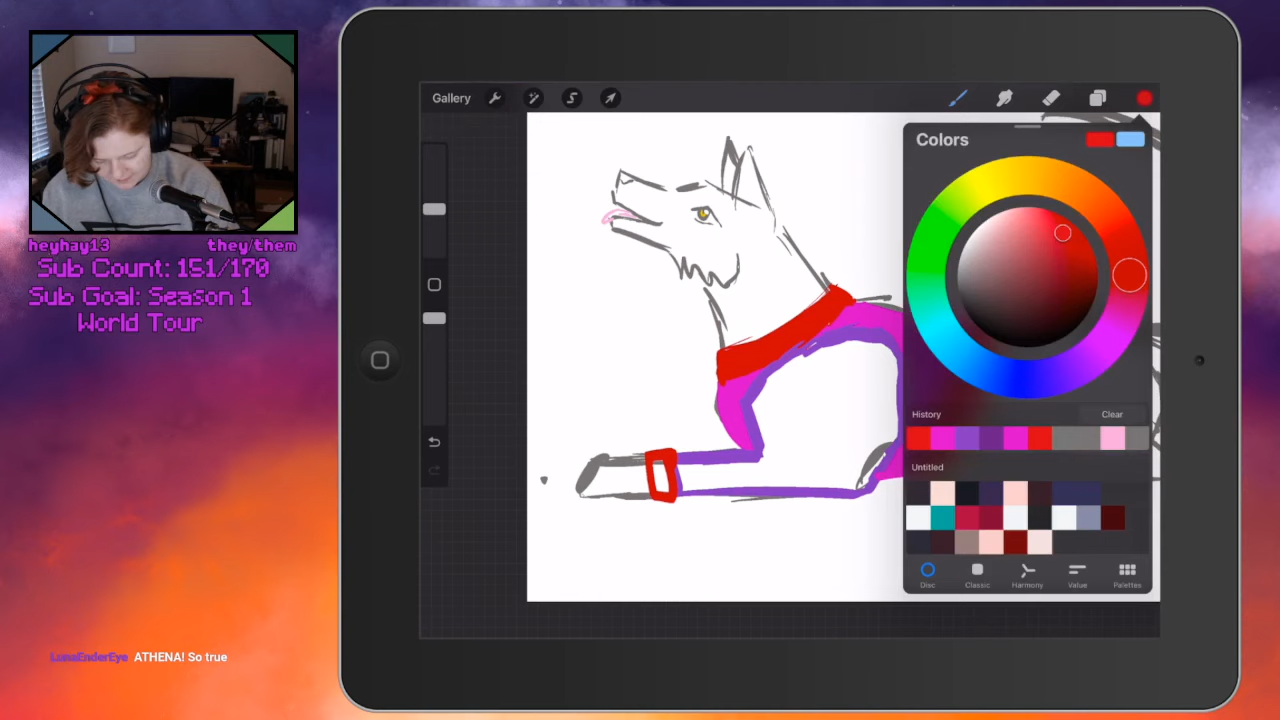 heyhay13 they/them
Sub Count: 151/170
Sub Goal: Season 1
World Tour
LunaEnderEye ATHENA! So true
Gallery
Colors
History Clear
Untitled
Disc Classic Harmony Value Palettes